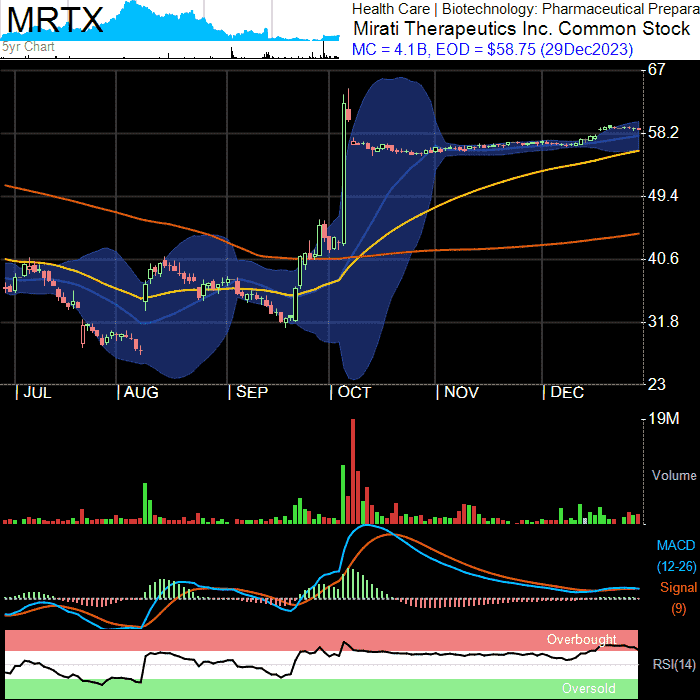 MRTX
5yr Chart
Health Care | Biotechnology: Pharmaceutical Prepara
Mirati Therapeutics Inc. Common Stock
MC = 4.1B, EOD = $58.75 (29Dec2023)
67
58.2
49.4
40.6
31.8
23
| JUL | AUG | SEP | OCT | NOV | DEC
19M
Volume
MACD
(12-26)
Signal
(9)
Overbought
RSI(14)
Oversold